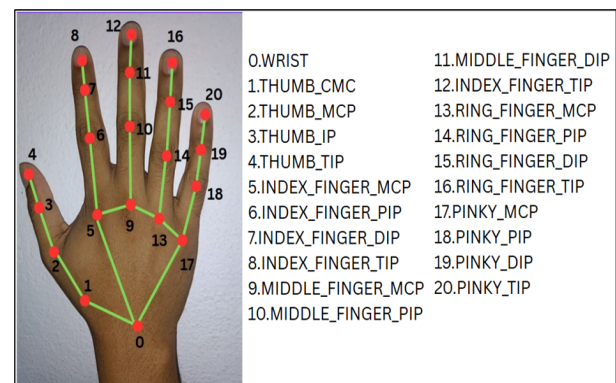 12
8
16
11
7
15
20
10
6
14
19
4
18
3
9
5
13
2
17
1
0
0.WRIST
1.THUMB_CMC
2.THUMB_MCP
3.THUMB_IP
4.THUMB_TIP
5.INDEX_FINGER_MCP
6.INDEX_FINGER_PIP
7.INDEX_FINGER_DIP
8.INDEX_FINGER_TIP
9.MIDDLE_FINGER_MCP
10.MIDDLE_FINGER_PIP
11.MIDDLE_FINGER_DIP
12.INDEX_FINGER_TIP
13.RING_FINGER_MCP
14.RING_FINGER_PIP
15.RING_FINGER_DIP
16.RING_FINGER_TIP
17.PINKY_MCP
18.PINKY_PIP
19.PINKY_DIP
20.PINKY_TIP